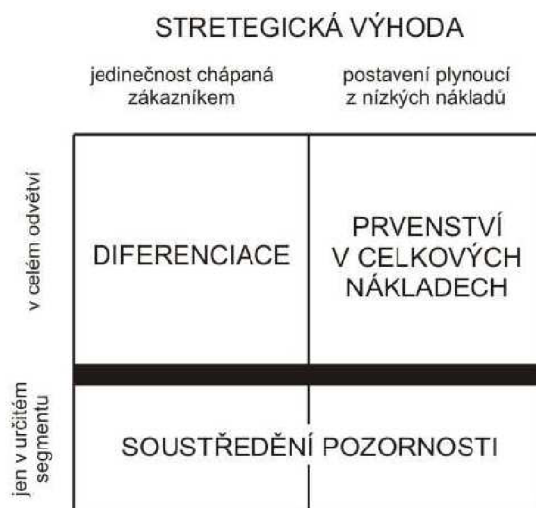 STRETEGICKÁ VÝHODA
jedinečnost chápaná
zákazníkem
postavení plynoucí
z nízkých nákladů
v celém odvětví
DIFERENCIACE
PRVENSTVÍ
V CELKOVÝCH
NÁKLADECH
jen v určitém
segmentu
SOUSTŘEDĚNÍ POZORNOSTI